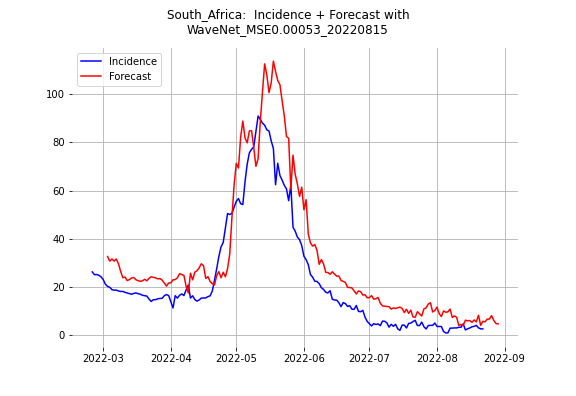 South_Africa:  Incidence + Forecast with
WaveNet_MSE0.00053_20220815
Incidence
Forecast
100
80
60
40
20
0
2022-03 2022-04 2022-05 2022-06 2022-07 2022-08 2022-09